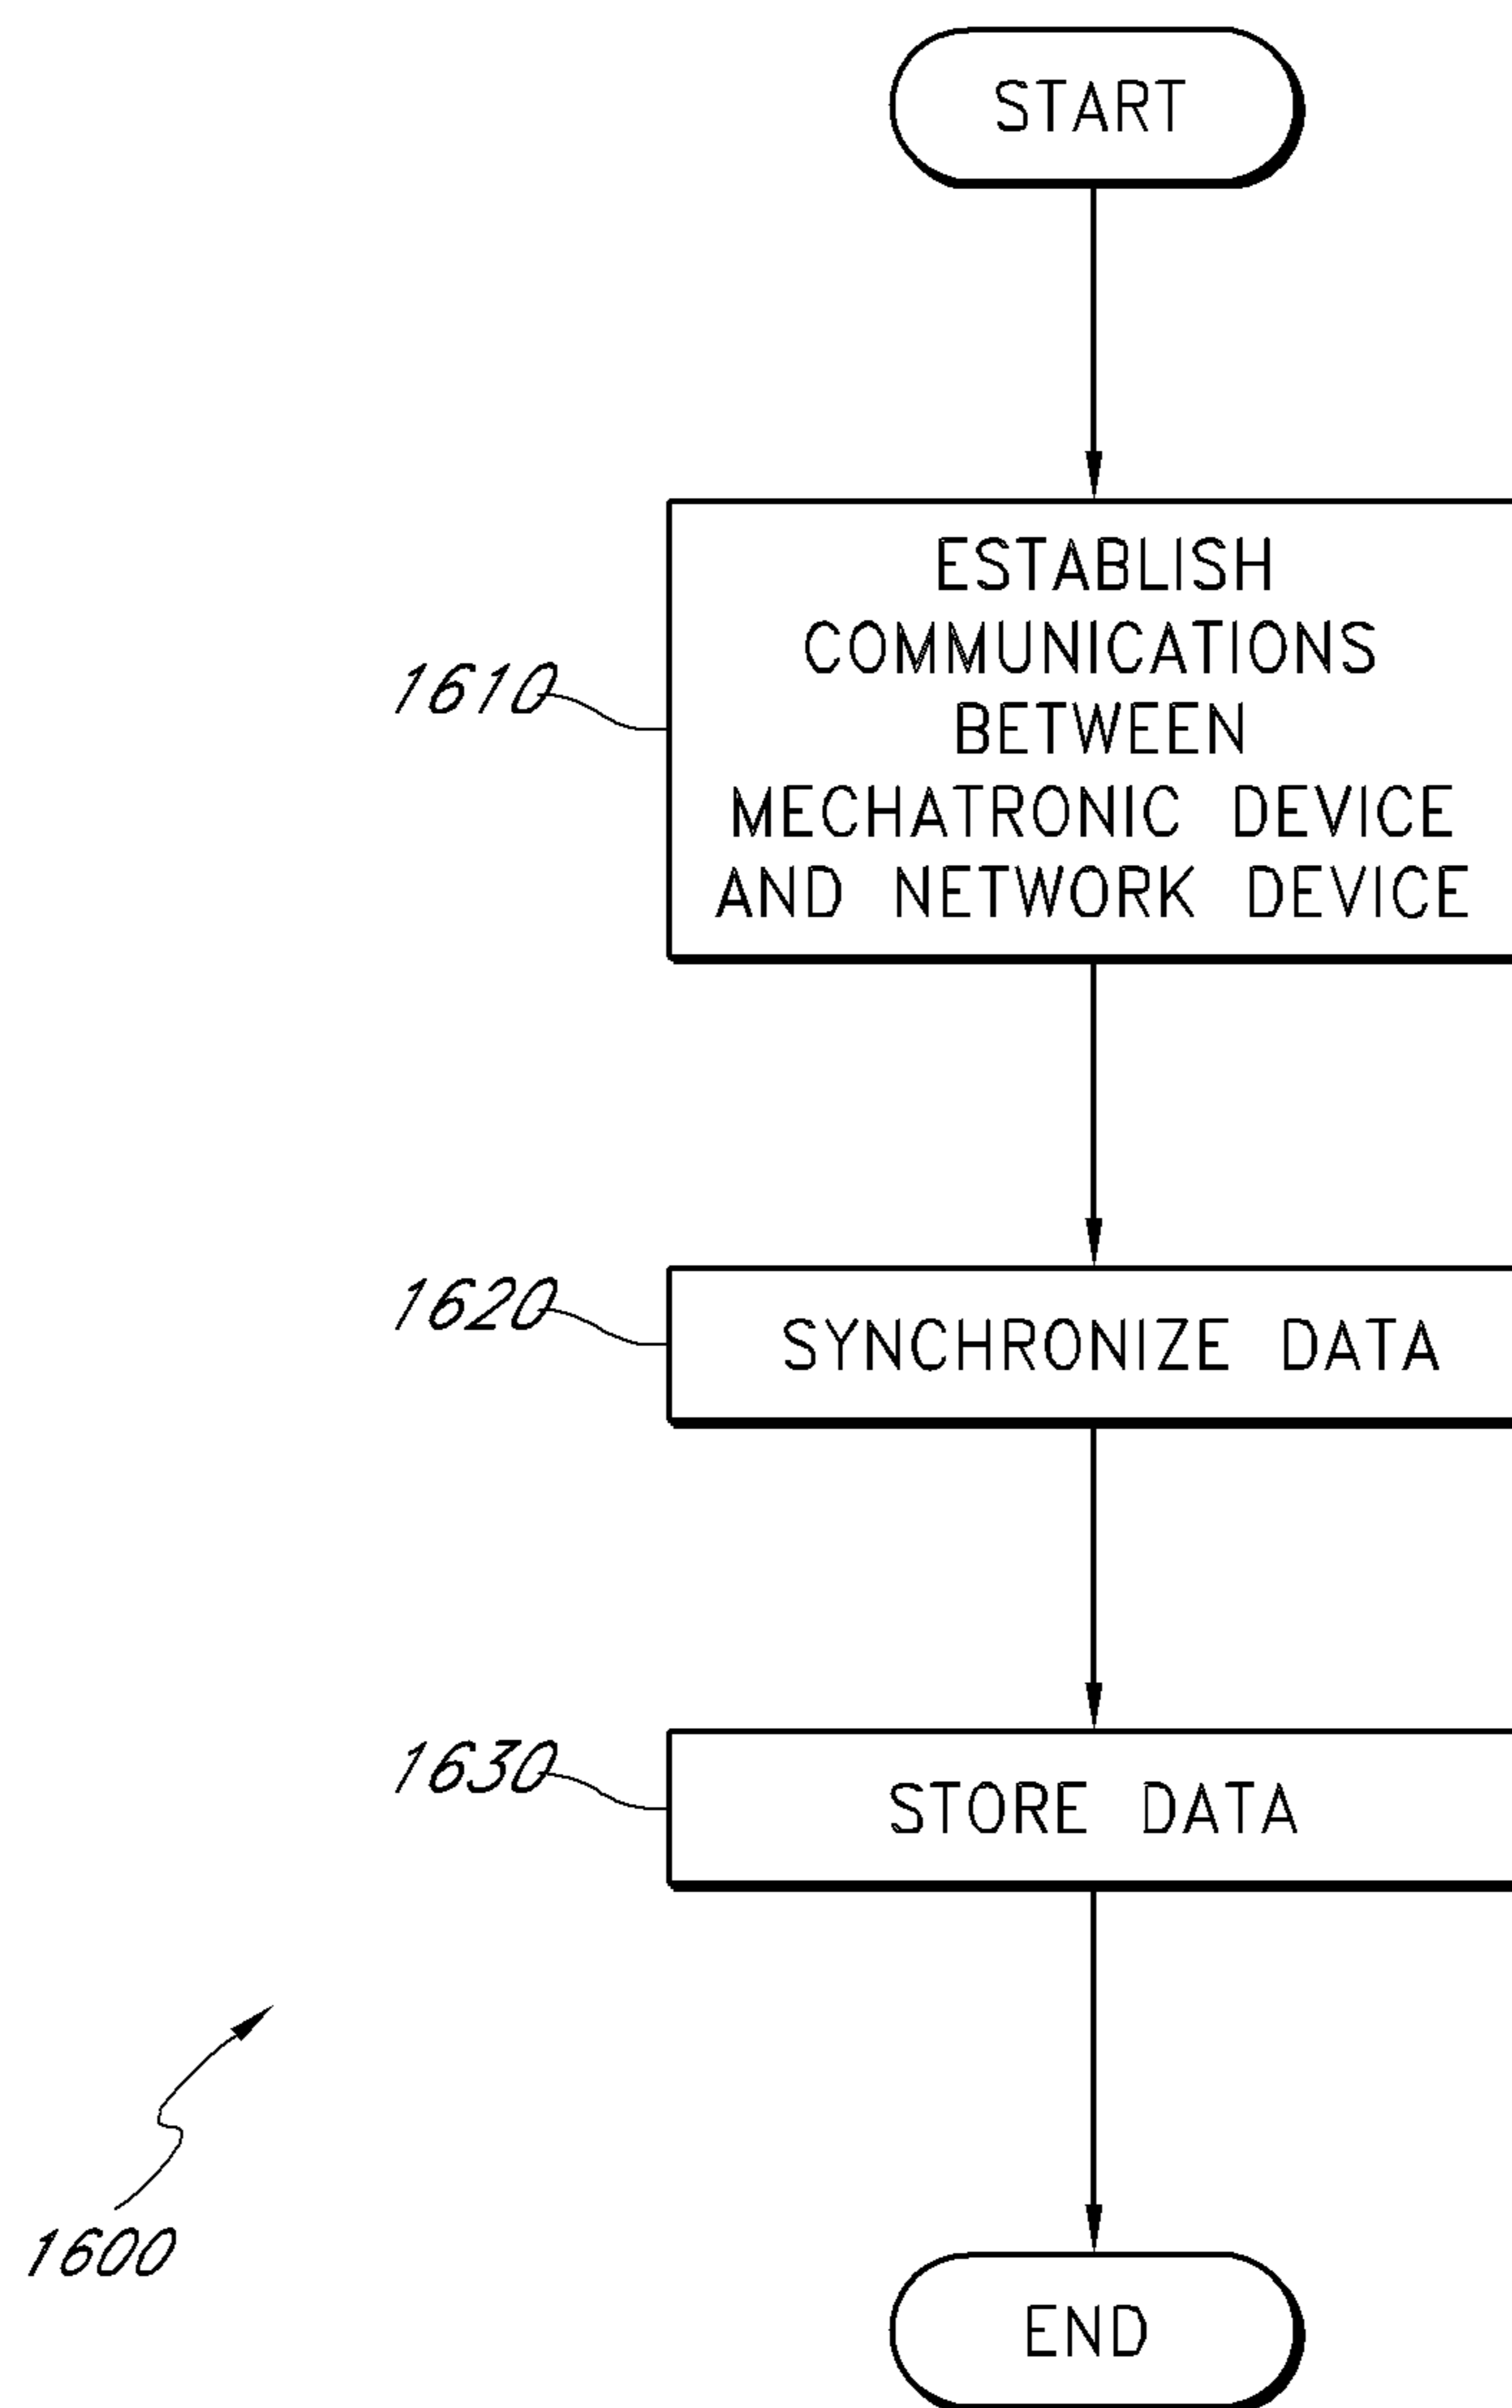 START
ESTABLISH
COMMUNICATIONS
BETWEEN
MECHATRONIC DEVICE
AND NETWORK DEVICE
1610
SYNCHRONIZE DATA
1620
STORE DATA
1630
1600
END